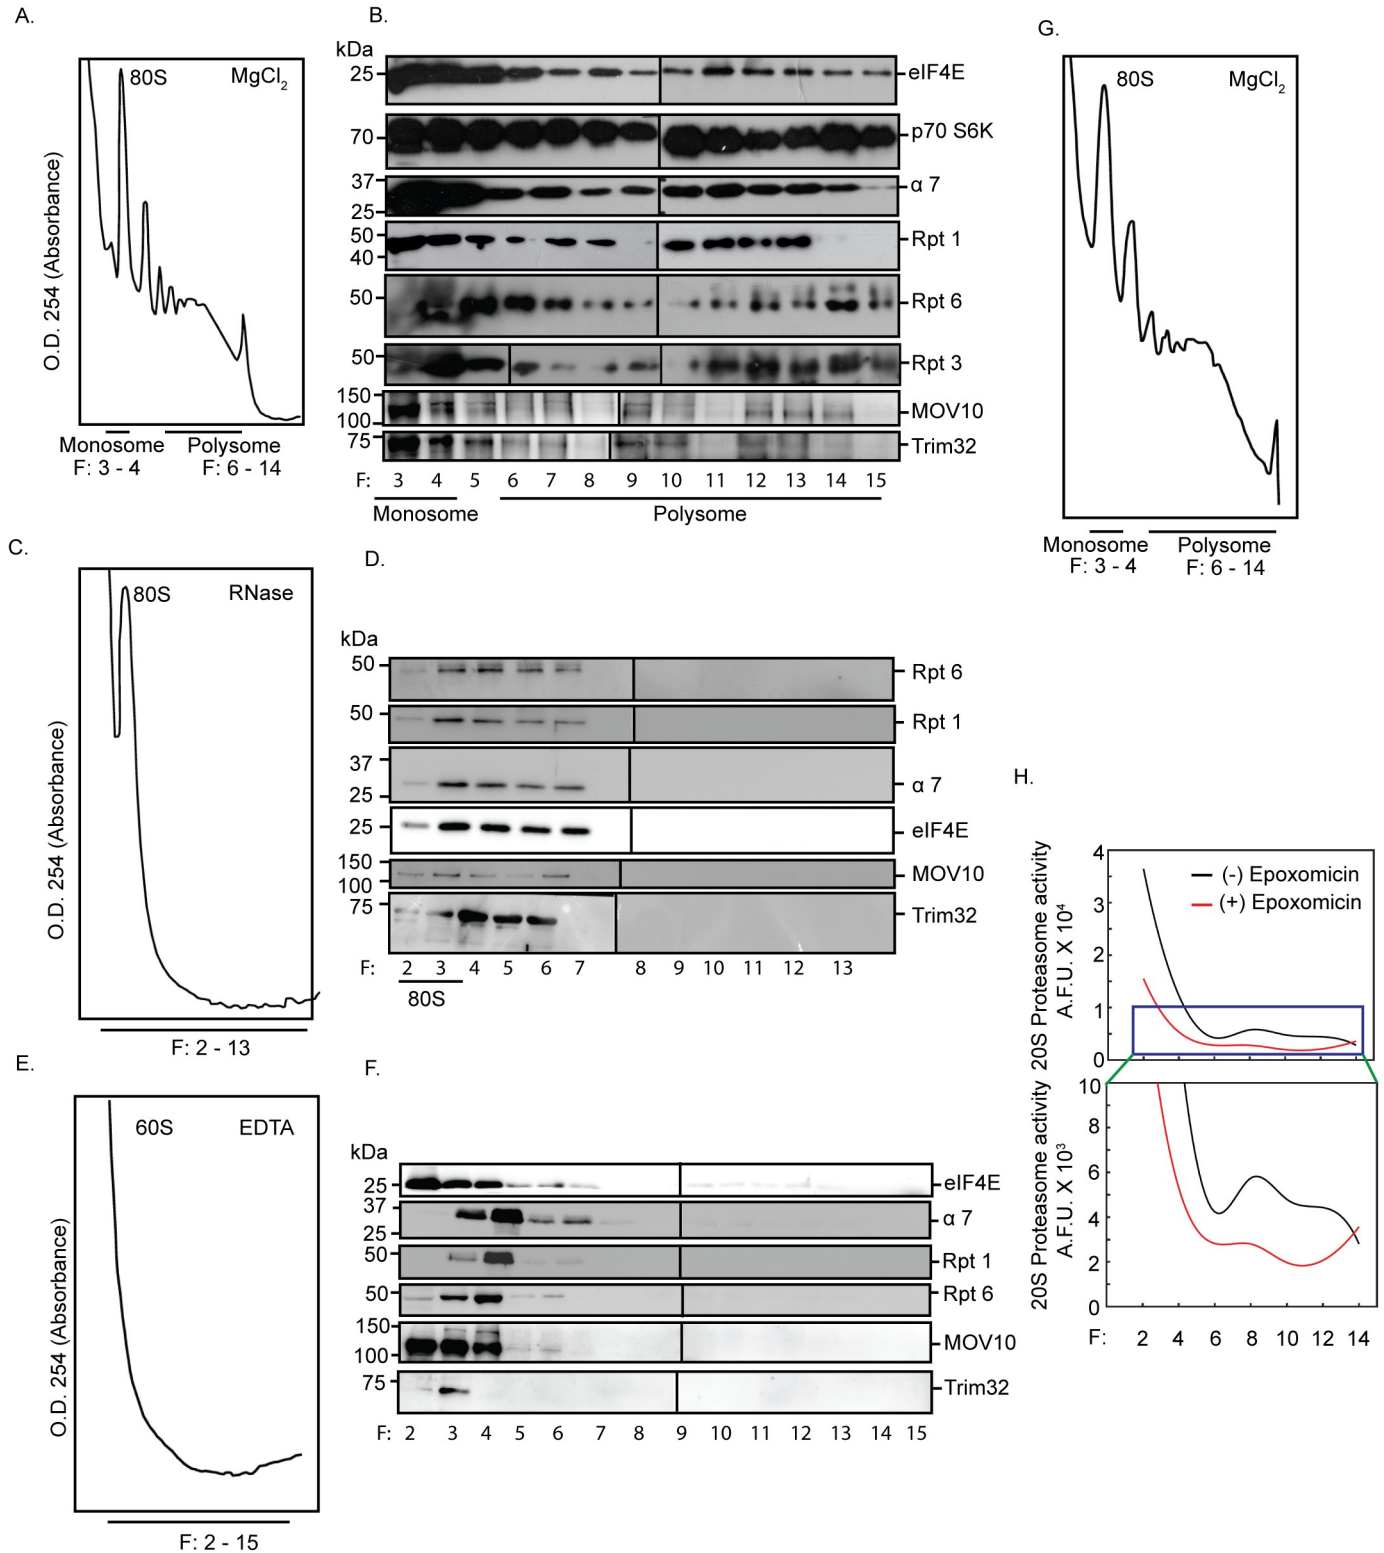 A.
80S
MgCl2
O.D. 254 (Absorbance)
Monosome
F: 3 - 4
Polysome
F: 6 - 14
B.
kDa
25
eIF4E
70
p70 S6K
37
α 7
25
50
Rpt 1
40
50
Rpt 6
50
Rpt 3
150
MOV10
100
75
Trim32
F: 3 4 5 6 7 8 9 10 11 12 13 14 15
Monosome
Polysome
G.
80S
MgCl2
Monosome
F: 3 - 4
Polysome
F: 6 - 14
C.
80S
RNase
O.D. 254 (Absorbance)
F: 2 - 13
D.
kDa
50
Rpt 6
50
Rpt 1
37
α 7
25
25
eIF4E
150
MOV10
100
75
Trim32
F: 2 3 4 5 6 7 8 9 10 11 12 13
80S
E.
60S
EDTA
O.D. 254 (Absorbance)
F: 2 - 15
F.
kDa
25
eIF4E
37
α 7
25
50
Rpt 1
50
Rpt 6
150
MOV10
100
75
Trim32
F: 2 3 4 5 6 7 8 9 10 11 12 13 14 15
H.
20S Proteasome activity
A.F.U. X 10⁴
4
3
2
1
0
(-) Epoxomicin
(+) Epoxomicin
20S Proteasome activity
A.F.U. X 10³
10
8
6
4
2
0
F: 2 4 6 8 10 12 14